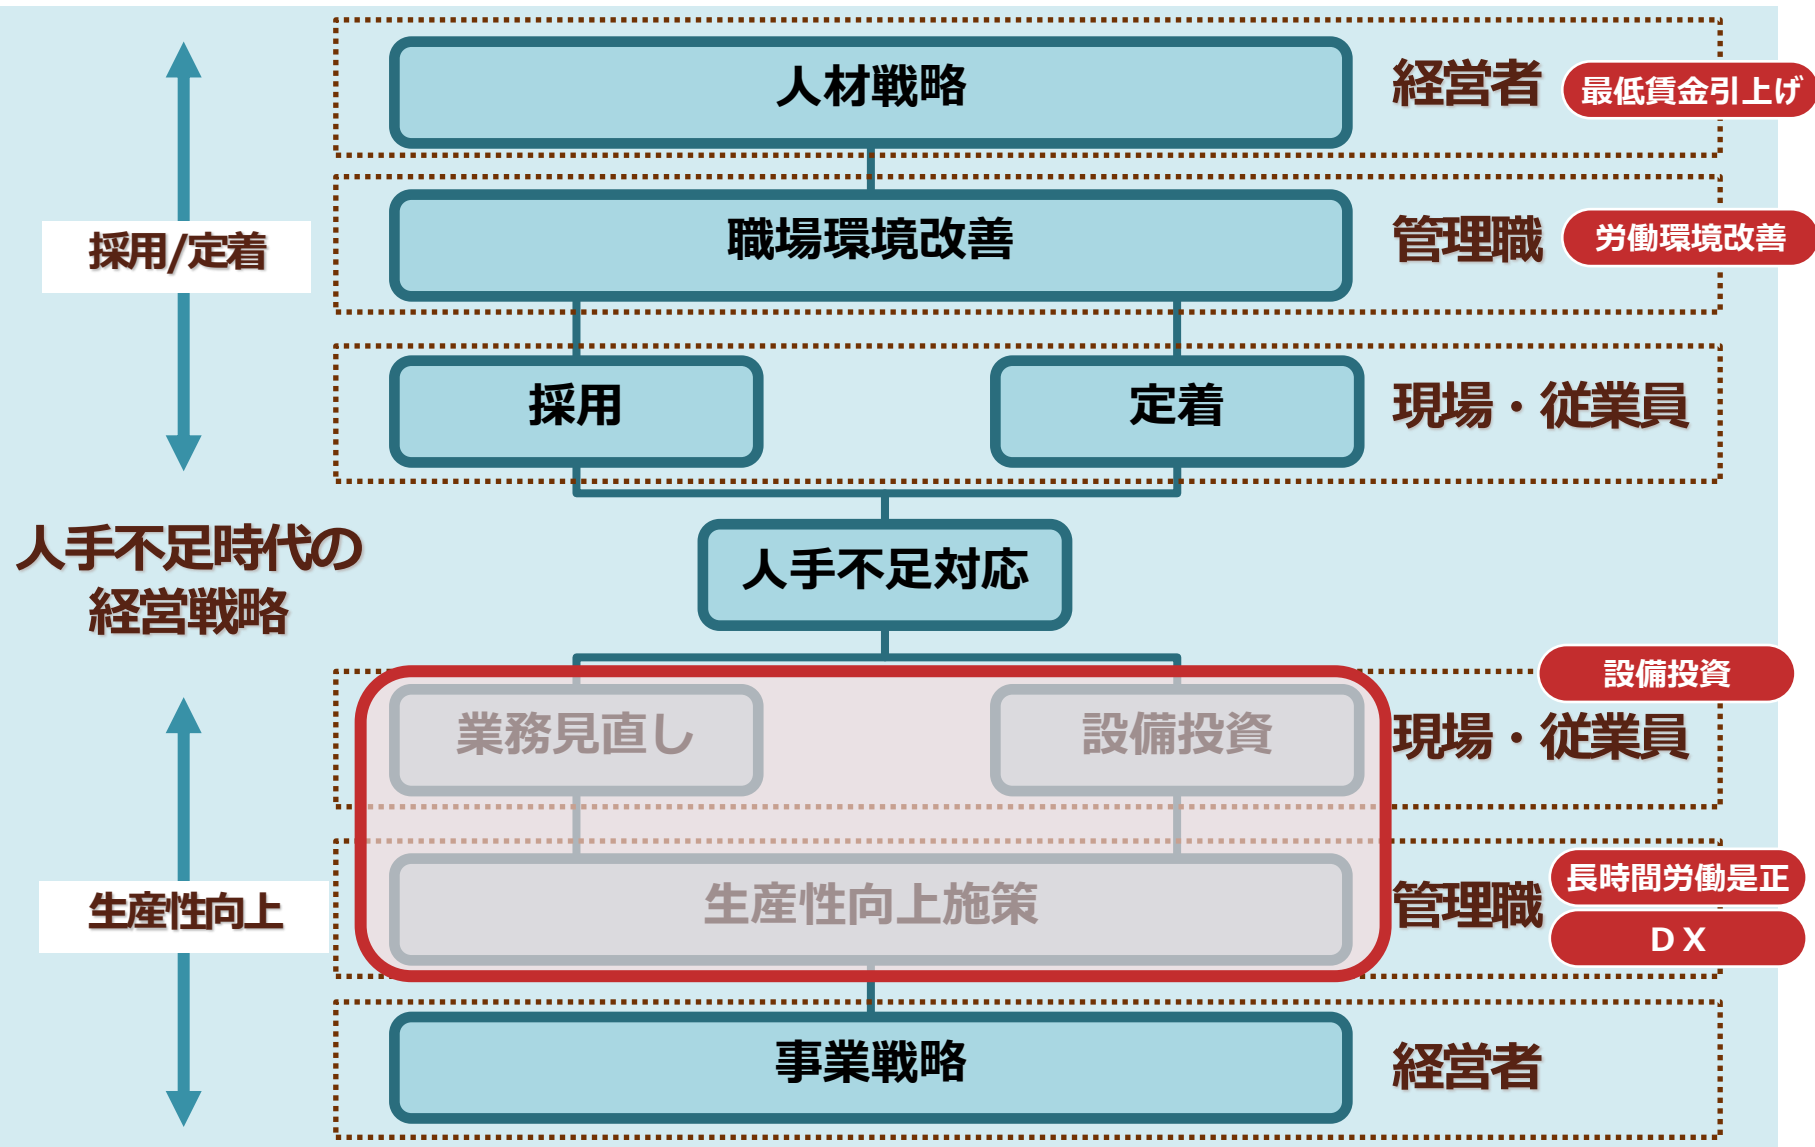 人材戦略
経営者
最低賃金引上げ
職場環境改善
管理職
労働環境改善
採用/定着
採用
定着
現場・従業員
人手不足時代の
経営戦略
人手不足対応
設備投資
業務見直し
設備投資
現場・従業員
生産性向上
生産性向上施策
管理職
長時間労働是正
DX
事業戦略
経営者